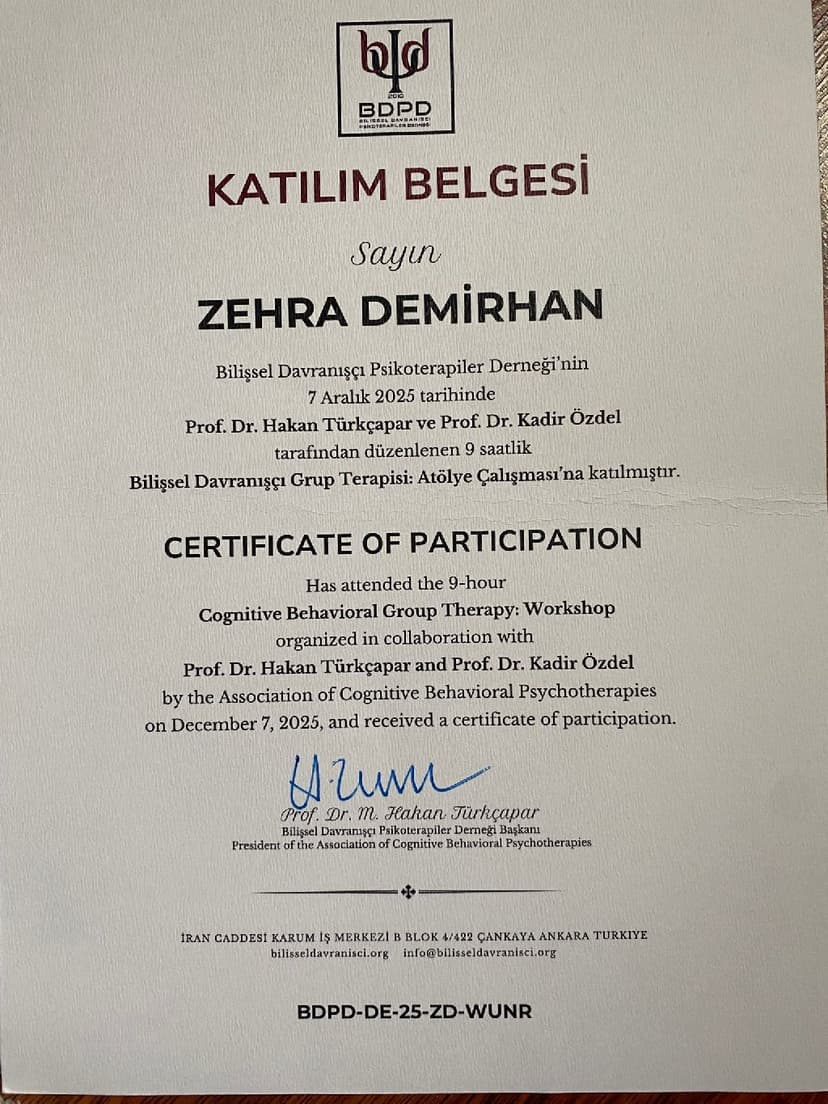 bd
2010
BDPD
BİLİŞSEL DAVRANIŞÇI
PSİKOTERAPİLER DERNEĞİ
KATILIM BELGESİ
Sayın
ZEHRA DEMİRHAN
Bilişsel Davranışçı Psikoterapiler Derneği'nin
7 Aralık 2025 tarihinde
Prof. Dr. Hakan Türkçapar ve Prof. Dr. Kadir Özdel
tarafından düzenlenen 9 saatlik
Bilişsel Davranışçı Grup Terapisi: Atölye Çalışması'na katılmıştır.
CERTIFICATE OF PARTICIPATION
Has attended the 9-hour
Cognitive Behavioral Group Therapy: Workshop
organized in collaboration with
Prof. Dr. Hakan Türkçapar and Prof. Dr. Kadir Özdel
by the Association of Cognitive Behavioral Psychotherapies
on December 7, 2025, and received a certificate of participation.
Prof. Dr. M. Hakan Türkçapar
Bilişsel Davranışçı Psikoterapiler Derneği Başkanı
President of the Association of Cognitive Behavioral Psychotherapies
İRAN CADDESİ KARUM İŞ MERKEZİ B BLOK 4/422 ÇANKAYA ANKARA TURKIYE
bilisseldavranisci.org info@bilisseldavranisci.org
BDPD-DE-25-ZD-WUNR